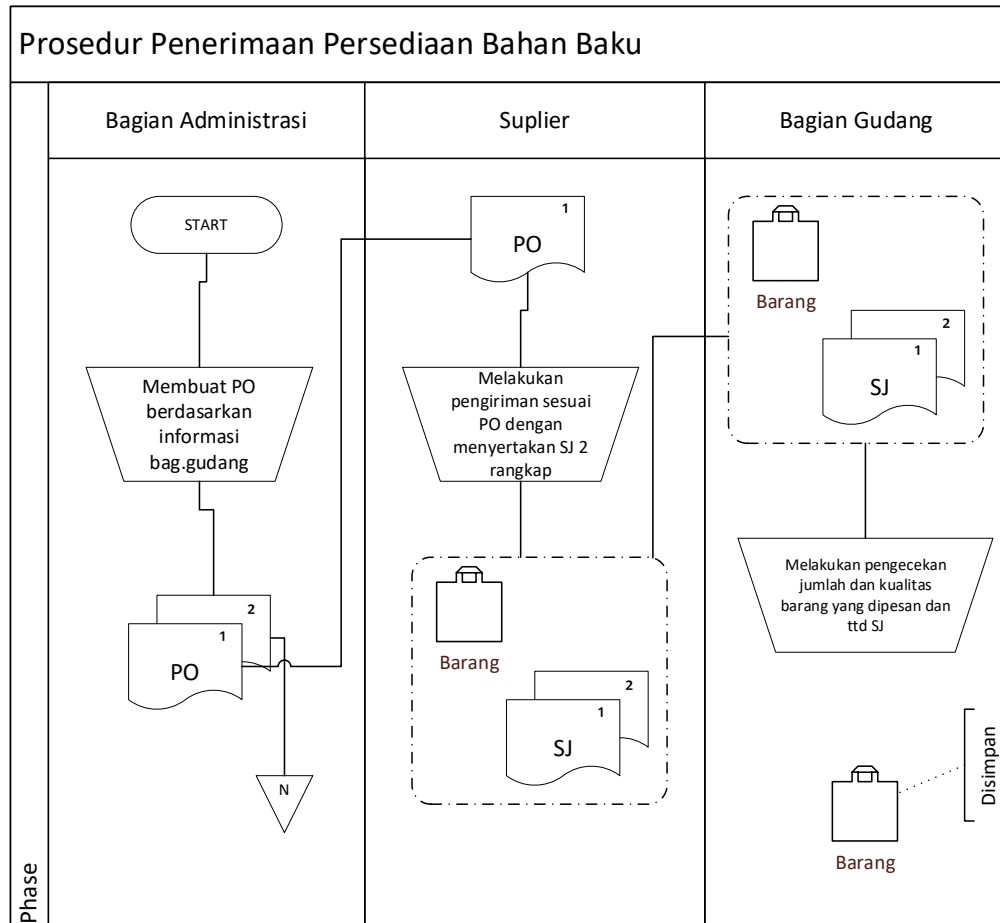 Prosedur Penerimaan Persediaan Bahan Baku
Phase
Bagian Administrasi
Suplier
Bagian Gudang
START
Membuat PO
berdasarkan
informasi
bag.gudang
2
1
PO
N
1
PO
Melakukan
pengiriman sesuai
PO dengan
menyertakan SJ 2
rangkap
Barang
2
1
SJ
Barang
2
1
SJ
Melakukan pengecekan
jumlah dan kualitas
barang yang dipesan dan
ttd SJ
Barang
Disimpan